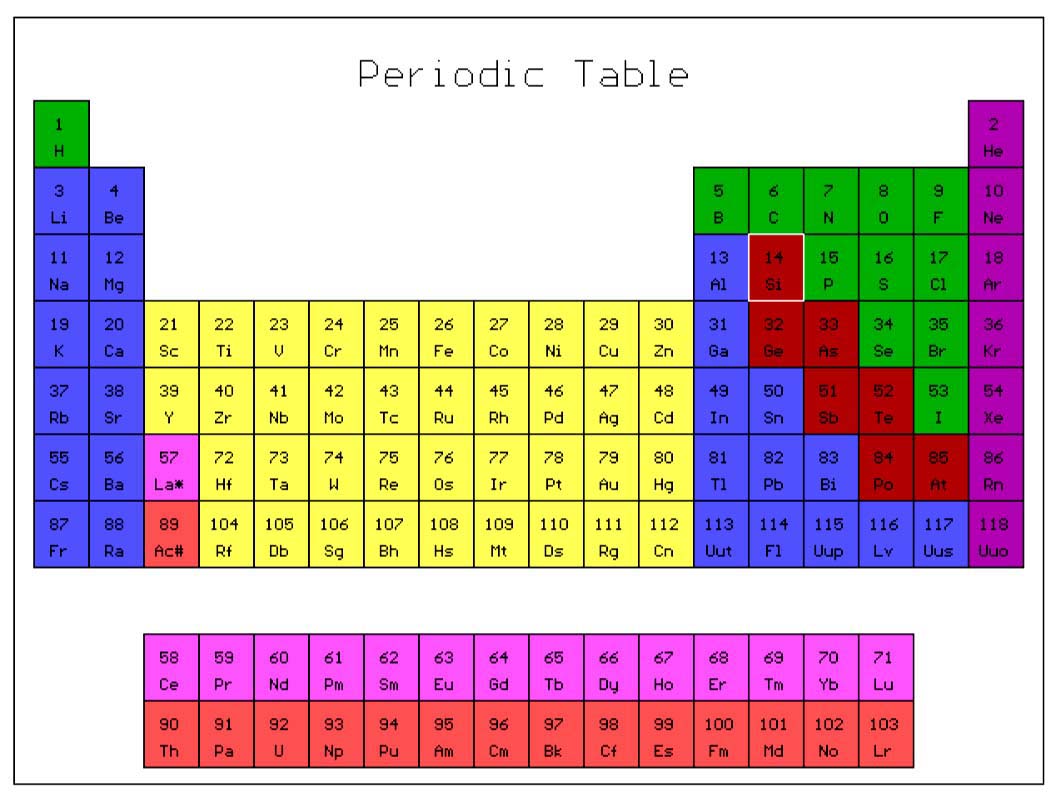 Periodic Table
1 2
H He
3 4 5 6 7 8 9 10
Li Be B C N O F Ne
11 12 13 14 15 16 17 18
Na Mg Al Si P S Cl Ar
19 20 21 22 23 24 25 26 27 28 29 30 31 32 33 34 35 36
K Ca Sc Ti V Cr Mn Fe Co Ni Cu Zn Ga Ge As Se Br Kr
37 38 39 40 41 42 43 44 45 46 47 48 49 50 51 52 53 54
Rb Sr Y Zr Nb Mo Tc Ru Rh Pd Ag Cd In Sn Sb Te I Xe
55 56 57 72 73 74 75 76 77 78 79 80 81 82 83 84 85 86
Cs Ba La* Hf Ta W Re Os Ir Pt Au Hg Tl Pb Bi Po At Rn
87 88 89 104 105 106 107 108 109 110 111 112 113 114 115 116 117 118
Fr Ra Ac# Rf Db Sg Bh Hs Mt Ds Rg Cn Uut Fl Uup Lv Uus Uuo
58 59 60 61 62 63 64 65 66 67 68 69 70 71
Ce Pr Nd Pm Sm Eu Gd Tb Dy Ho Er Tm Yb Lu
90 91 92 93 94 95 96 97 98 99 100 101 102 103
Th Pa U Np Pu Am Cm Bk Cf Es Fm Md No Lr